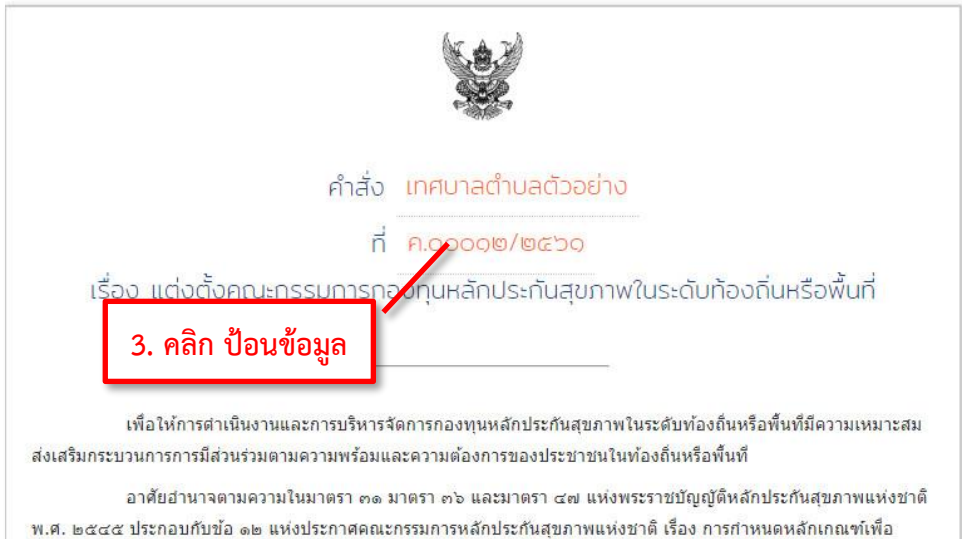 คำสั่ง เทศบาลตำบลตัวอย่าง
ที่ ค.๑๐๐๑๒/๒๕๖๑
เรื่อง แต่งตั้งคณะกรรมการกองทุนหลักประกันสุขภาพในระดับท้องถิ่นหรือพื้นที่
3. คลิก ป้อนข้อมูล
เพื่อให้การดำเนินงานและการบริหารจัดการกองทุนหลักประกันสุขภาพในระดับท้องถิ่นหรือพื้นที่มีความเหมาะสม
ส่งเสริมกระบวนการการมีส่วนร่วมตามความพร้อมและความต้องการของประชาชนในท้องถิ่นหรือพื้นที่
อาศัยอำนาจตามความในมาตรา ๓๑ มาตรา ๓๖ และมาตรา ๔๗ แห่งพระราชบัญญัติหลักประกันสุขภาพแห่งชาติ
พ.ศ. ๒๕๔๕ ประกอบกับข้อ ๑๒ แห่งประกาศคณะกรรมการหลักประกันสุขภาพแห่งชาติ เรื่อง การกำหนดหลักเกณฑ์เพื่อ